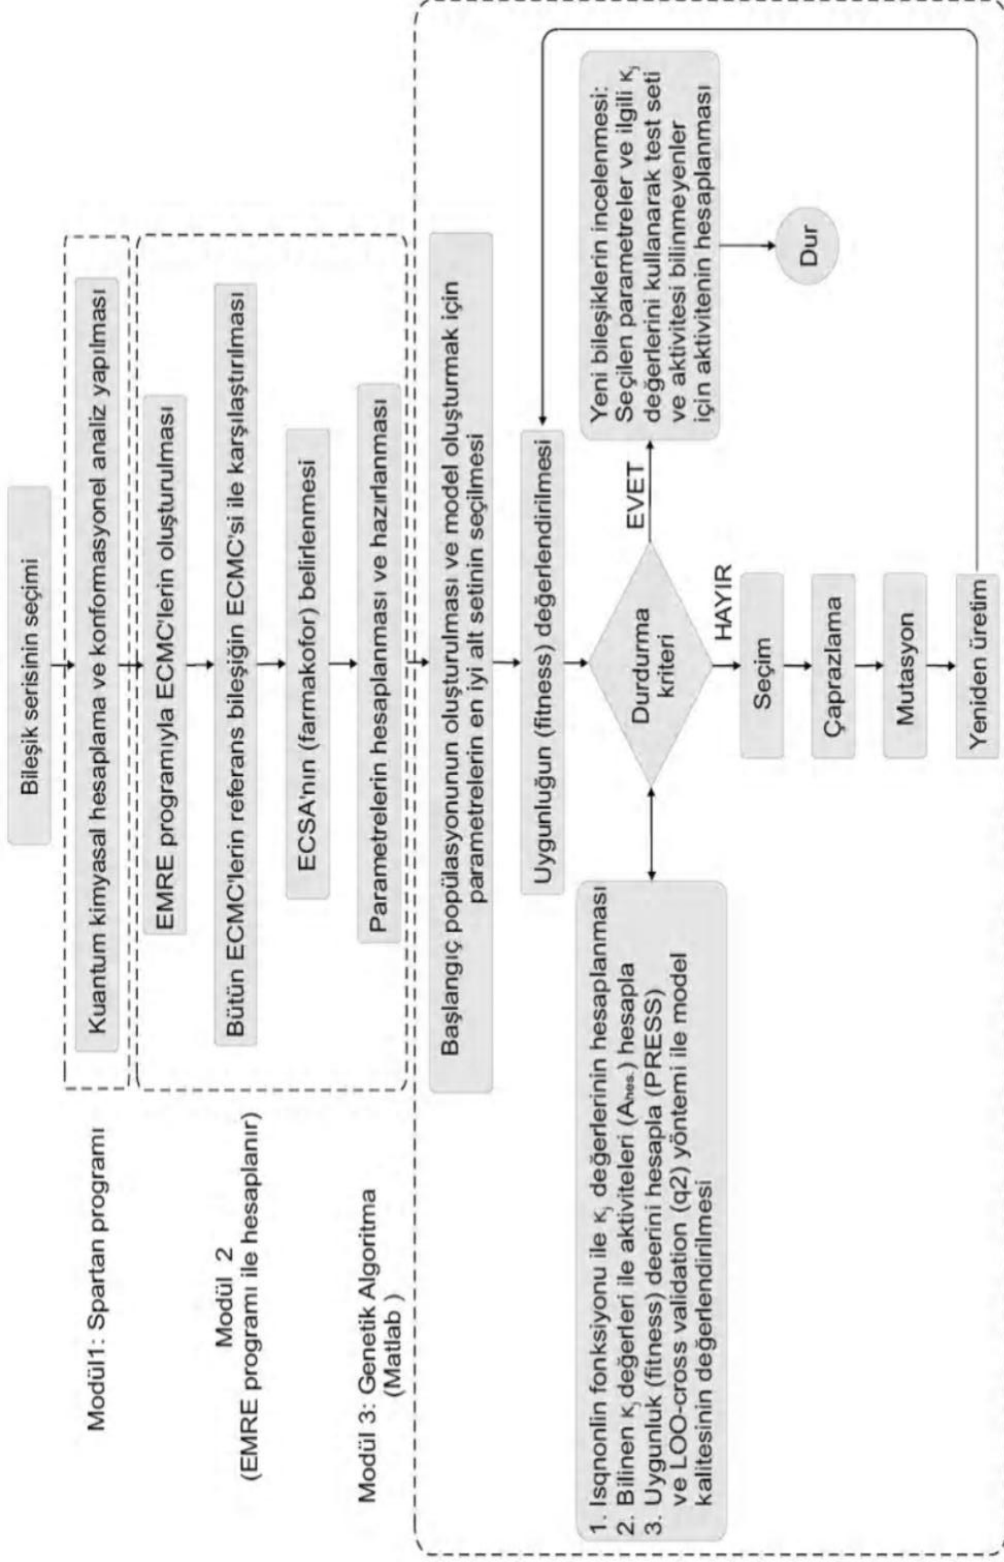 Bileşik serisinin seçimi
Modül1: Spartan programı
Kuantum kimyasal hesaplama ve konformasyonel analiz yapılması
Modül 2
(EMRE programı ile hesaplanır)
EMRE programıyla ECMC'lerin oluşturulması
Bütün ECMC'lerin referans bileşiğin ECMC'si ile karşılaştırılması
ECSA'nın (farmakofor) belirlenmesi
Parametrelerin hesaplanması ve hazırlanması
Modül 3: Genetik Algoritma
(Matlab )
Başlangıç popülasyonunun oluşturulması ve model oluşturmak için
parametrelerin en iyi alt setinin seçilmesi
Uygunluğun (fitness) değerlendirilmesi
1. Isqnonlin fonksiyonu ile κj değerlerinin hesaplanması
2. Bilinen κj değerleri ile aktiviteleri (Ahes.) hesapla
3. Uygunluk (fitness) deerini hesapla (PRESS)
ve LOO-cross validation (q2) yöntemi ile model
kalitesinin değerlendirilmesi
Durduma
kriteri
EVET
Yeni bileşiklerin incelenmesi:
Seçilen parametreler ve ilgili κj
değerlerini kullanarak test seti
ve aktivitesi bilinmeyenler
için aktivitenin hesaplanması
Dur
HAYIR
Seçim
Çaprazlama
Mutasyon
Yeniden üretim